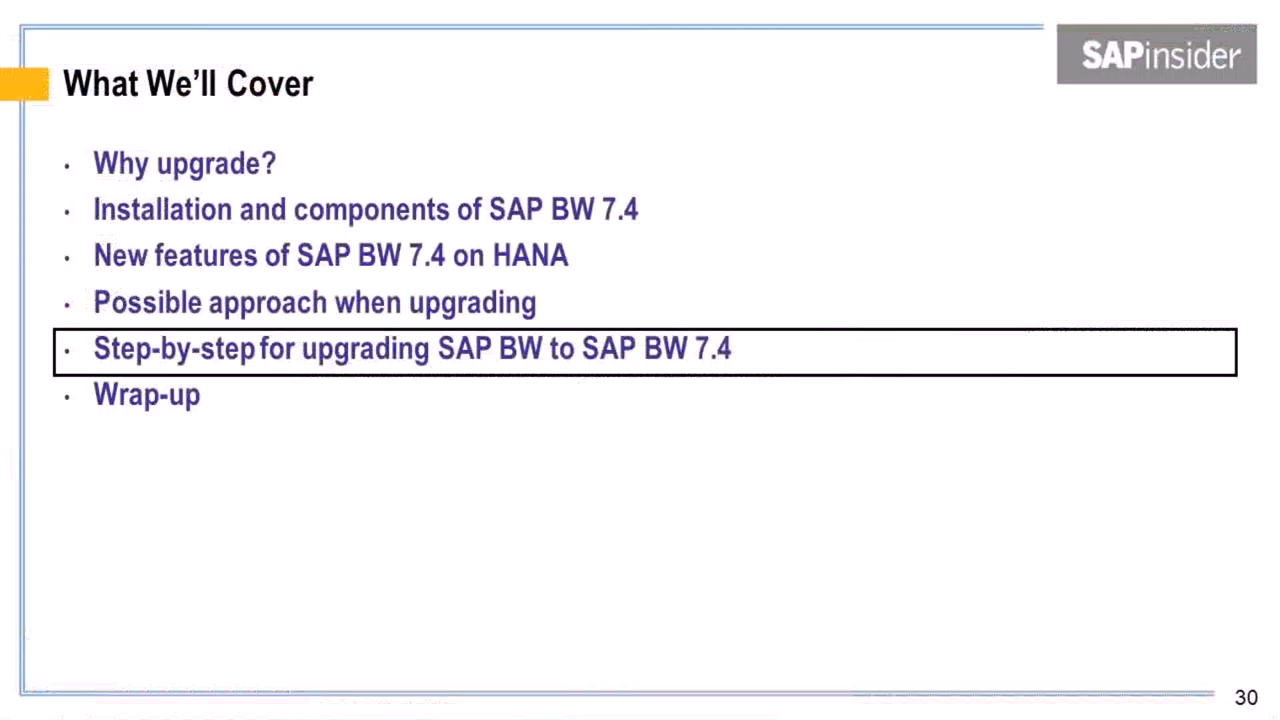 SAPinsider
What We’ll Cover
• Why upgrade?
• Installation and components of SAP BW 7.4
• New features of SAP BW 7.4 on HANA
• Possible approach when upgrading
• Step-by-step for upgrading SAP BW to SAP BW 7.4
• Wrap-up
30